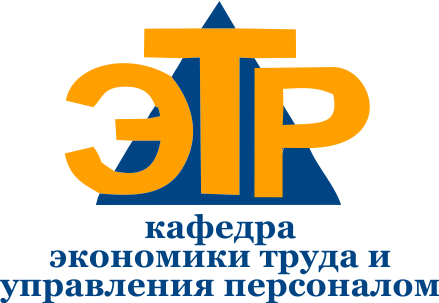 ЭТР
кафедра
экономики труда и
управления персоналом